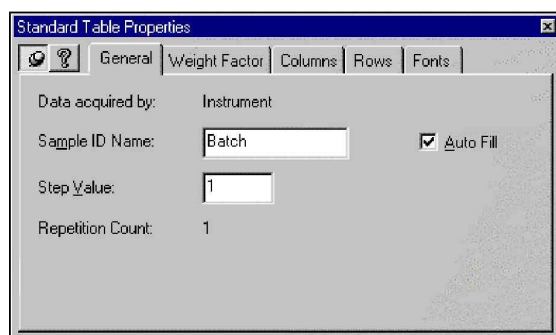 Standard Table Properties
General Weight Factor Columns Rows Fonts
Data acquired by: Instrument
Sample ID Name: Batch Auto Fill
Step Value: 1
Repetition Count: 1